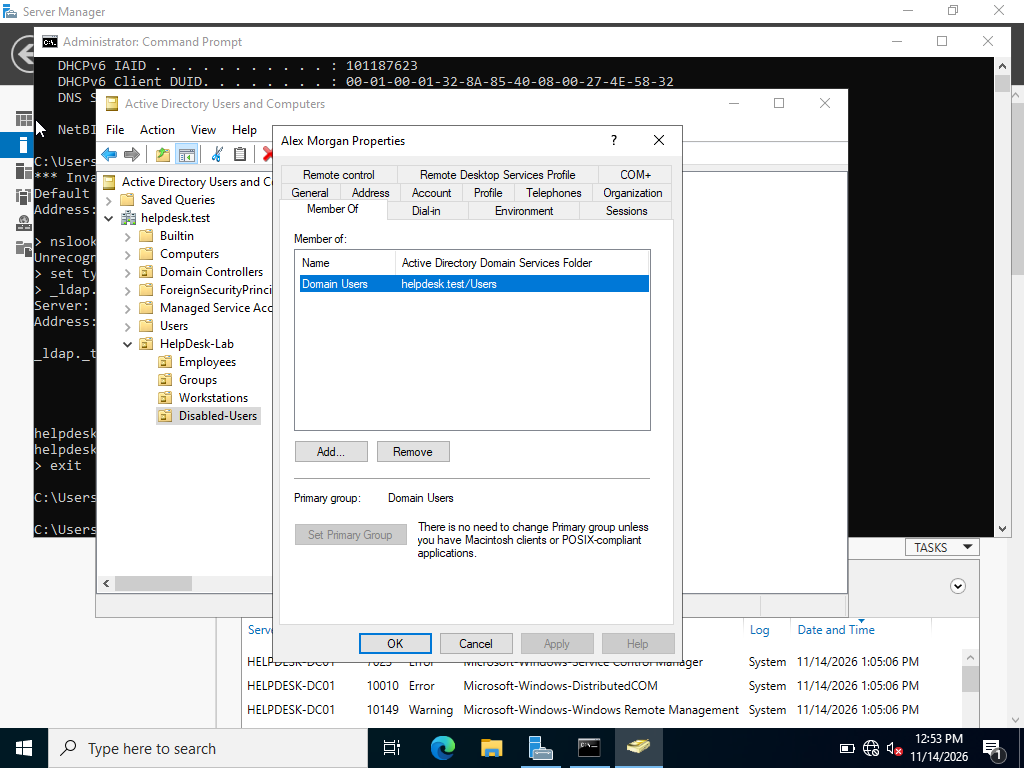 Server Manager
Administrator: Command Prompt
DHCPv6 IAID . . . . . . . . . . . : 101187623
DHCPv6 Client DUID. . . . . . . . : 00-01-00-01-32-8A-85-40-08-00-27-4E-58-32
DNS S
NetBI
C:\Users
*** Inva
Default
Address:
> nslook
Unrecogn
> set ty
> _ldap.
Server:
Address:
_ldap._t
helpdesk
helpdesk
> exit
C:\Users
C:\Users
Active Directory Users and Computers
File Action View Help
Active Directory Users and C
Saved Queries
helpdesk.test
Builtin
Computers
Domain Controllers
ForeignSecurityPrinci
Managed Service Acc
Users
HelpDesk-Lab
Employees
Groups
Workstations
Disabled-Users
Alex Morgan Properties
?
Remote control Remote Desktop Services Profile COM+
General Address Account Profile Telephones Organization
Member Of Dial-in Environment Sessions
Member of:
Name Active Directory Domain Services Folder
Domain Users helpdesk.test/Users
Add... Remove
Primary group: Domain Users
Set Primary Group
There is no need to change Primary group unless
you have Macintosh clients or POSIX-compliant
applications.
OK Cancel Apply Help
TASKS
Serve Log Date and Time
HELPDESK-DC01 7023 Error Microsoft-Windows-Service Control Manager System 11/14/2026 1:05:06 PM
HELPDESK-DC01 10010 Error Microsoft-Windows-DistributedCOM System 11/14/2026 1:05:06 PM
HELPDESK-DC01 10149 Warning Microsoft-Windows-Windows Remote Management System 11/14/2026 1:05:06 PM
Type here to search
12:53 PM
11/14/2026
1